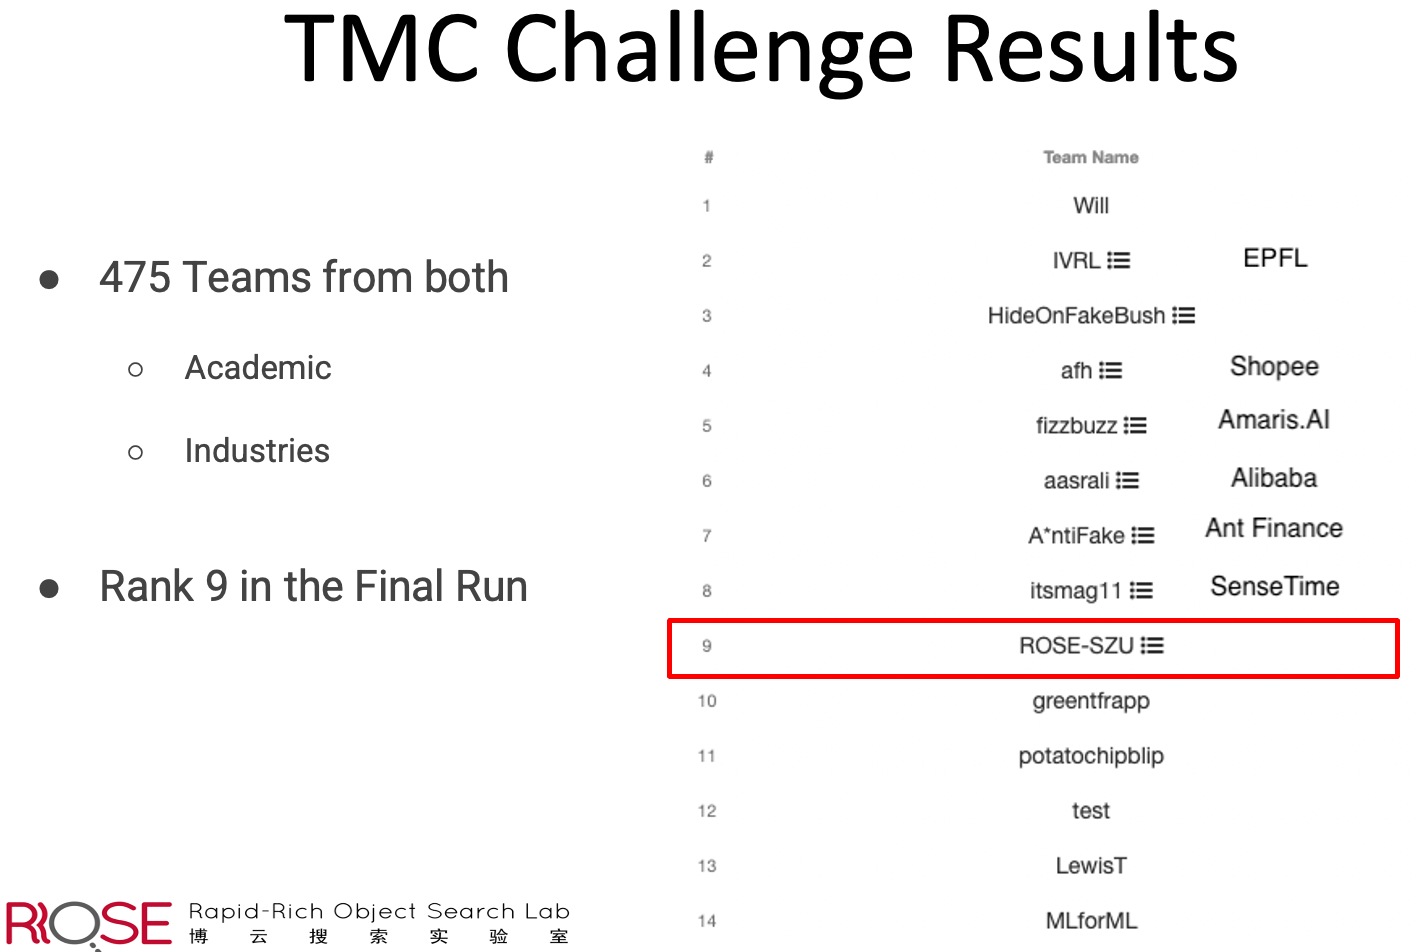 TMC Challenge Results
475 Teams from both
Academic
Industries
Rank 9 in the Final Run
# Team Name
1 Will
2 IVRL EPFL
3 HideOnFakeBush
4 afh Shopee
5 fizzbuzz Amaris.AI
6 aasrali Alibaba
7 A*ntiFake Ant Finance
8 itsmag11 SenseTime
9 ROSE-SZU
10 greentfrapp
11 potatochipblip
12 test
13 LewisT
14 MLforML
ROSE Rapid-Rich Object Search Lab
博云搜索实验室